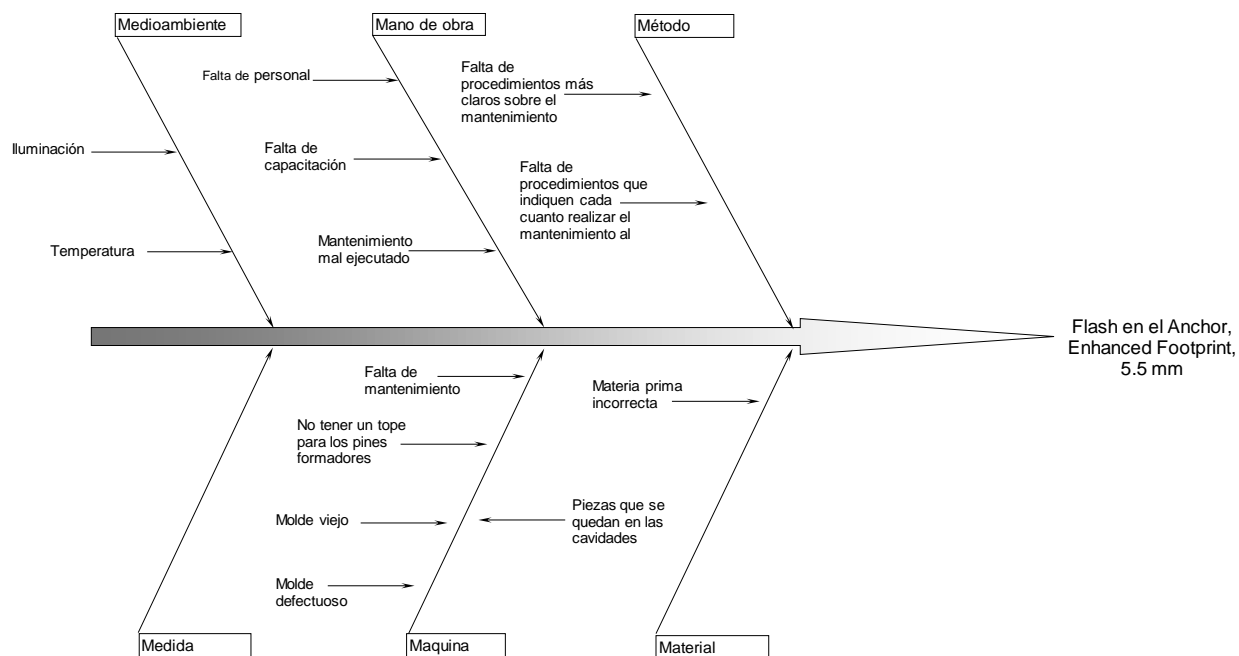 Medioambiente
Mano de obra
Método
Falta de personal
Falta de
procedimientos más
claros sobre el
mantenimiento
Iluminación
Falta de
capacitación
Falta de
procedimientos que
indiquen cada
cuanto realizar el
mantenimiento al
Temperatura
Mantenimiento
mal ejecutado
Flash en el Anchor,
Enhanced Footprint,
5.5 mm
Falta de
mantenimiento
Materia prima
incorrecta
No tener un tope
para los pines
formadores
Molde viejo
Piezas que se
quedan en las
cavidades
Molde
defectuoso
Medida
Maquina
Material